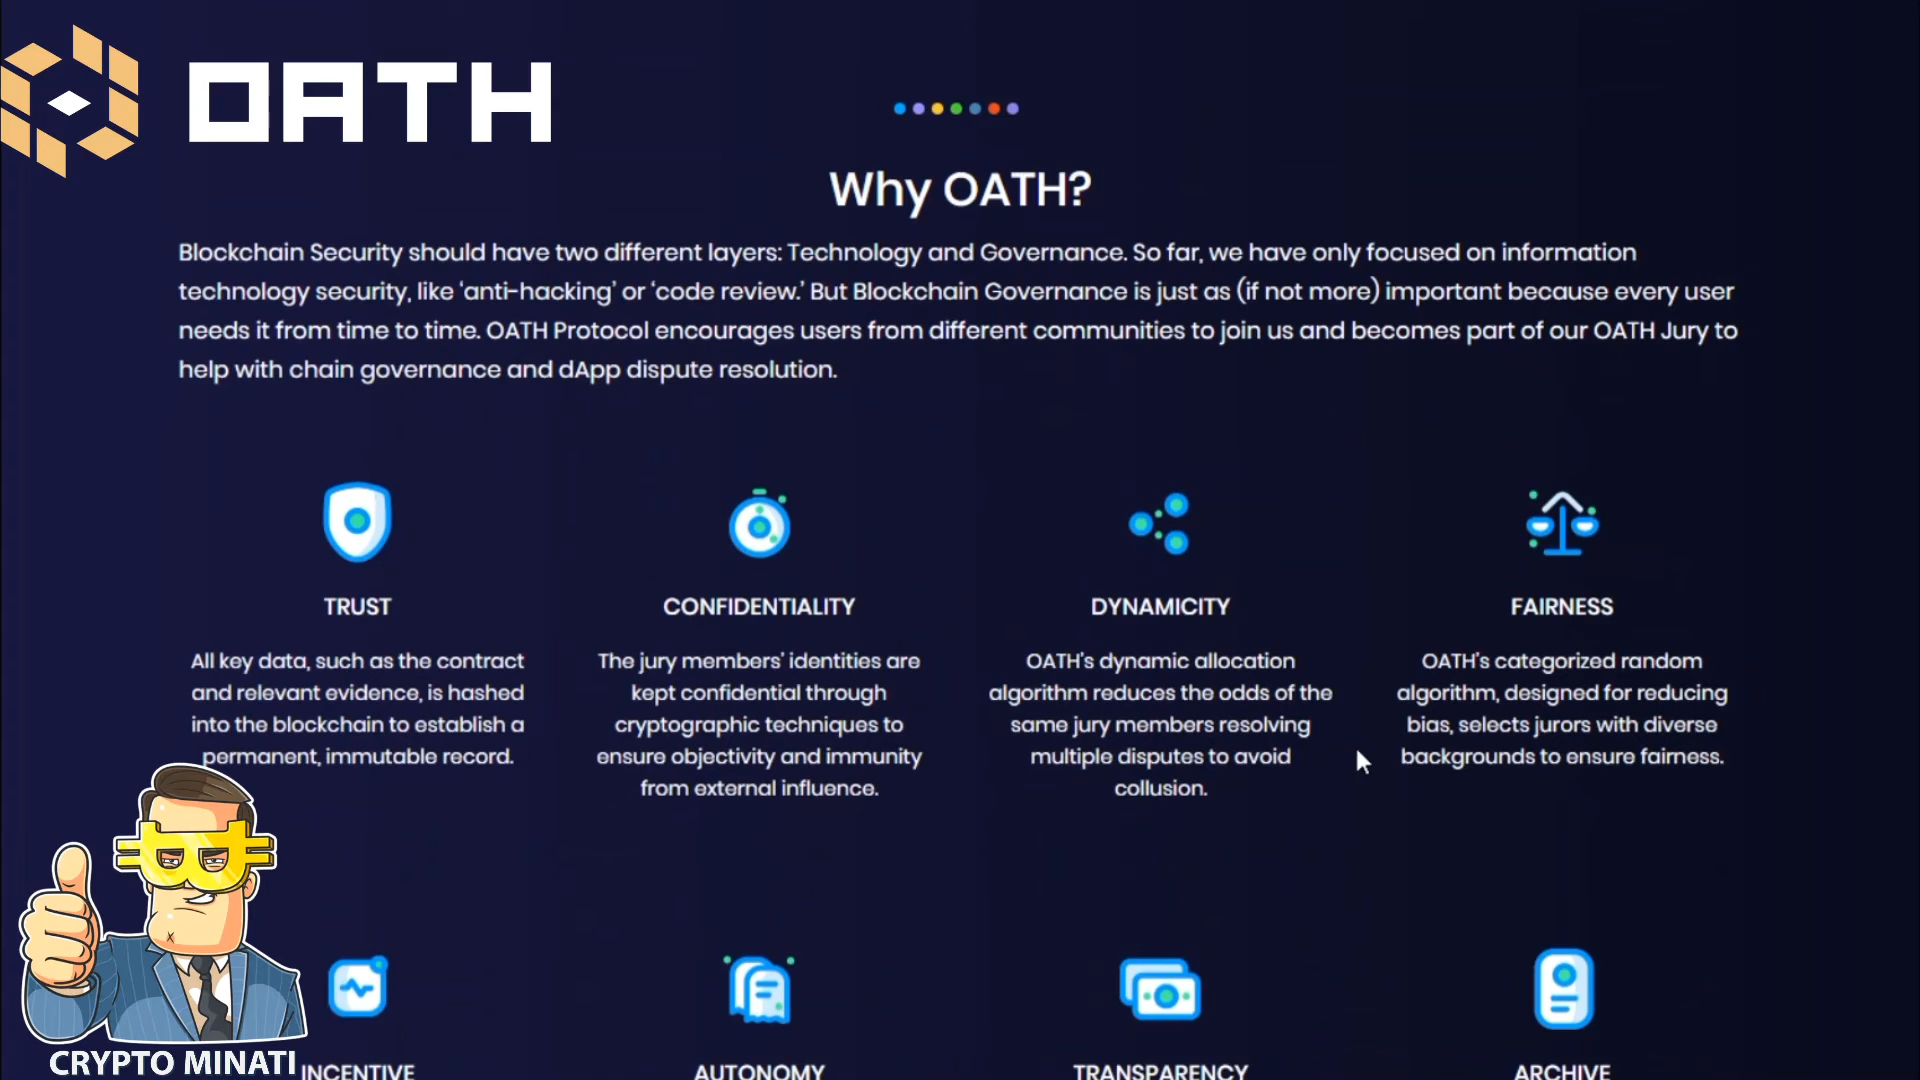 OATH
Why OATH?
Blockchain Security should have two different layers: Technology and Governance. So far, we have only focused on information
technology security, like ‘anti-hacking’ or ‘code review.’ But Blockchain Governance is just as (if not more) important because every user
needs it from time to time. OATH Protocol encourages users from different communities to join us and becomes part of our OATH Jury to
help with chain governance and dApp dispute resolution.
TRUST
All key data, such as the contract
and relevant evidence, is hashed
into the blockchain to establish a
permanent, immutable record.
CONFIDENTIALITY
The jury members' identities are
kept confidential through
cryptographic techniques to
ensure objectivity and immunity
from external influence.
DYNAMICITY
OATH's dynamic allocation
algorithm reduces the odds of the
same jury members resolving
multiple disputes to avoid
collusion.
FAIRNESS
OATH's categorized random
algorithm, designed for reducing
bias, selects jurors with diverse
backgrounds to ensure fairness.
CRYPTO MINATI
INCENTIVE
AUTONOMY
TRANSPARENCY
ARCHIVE